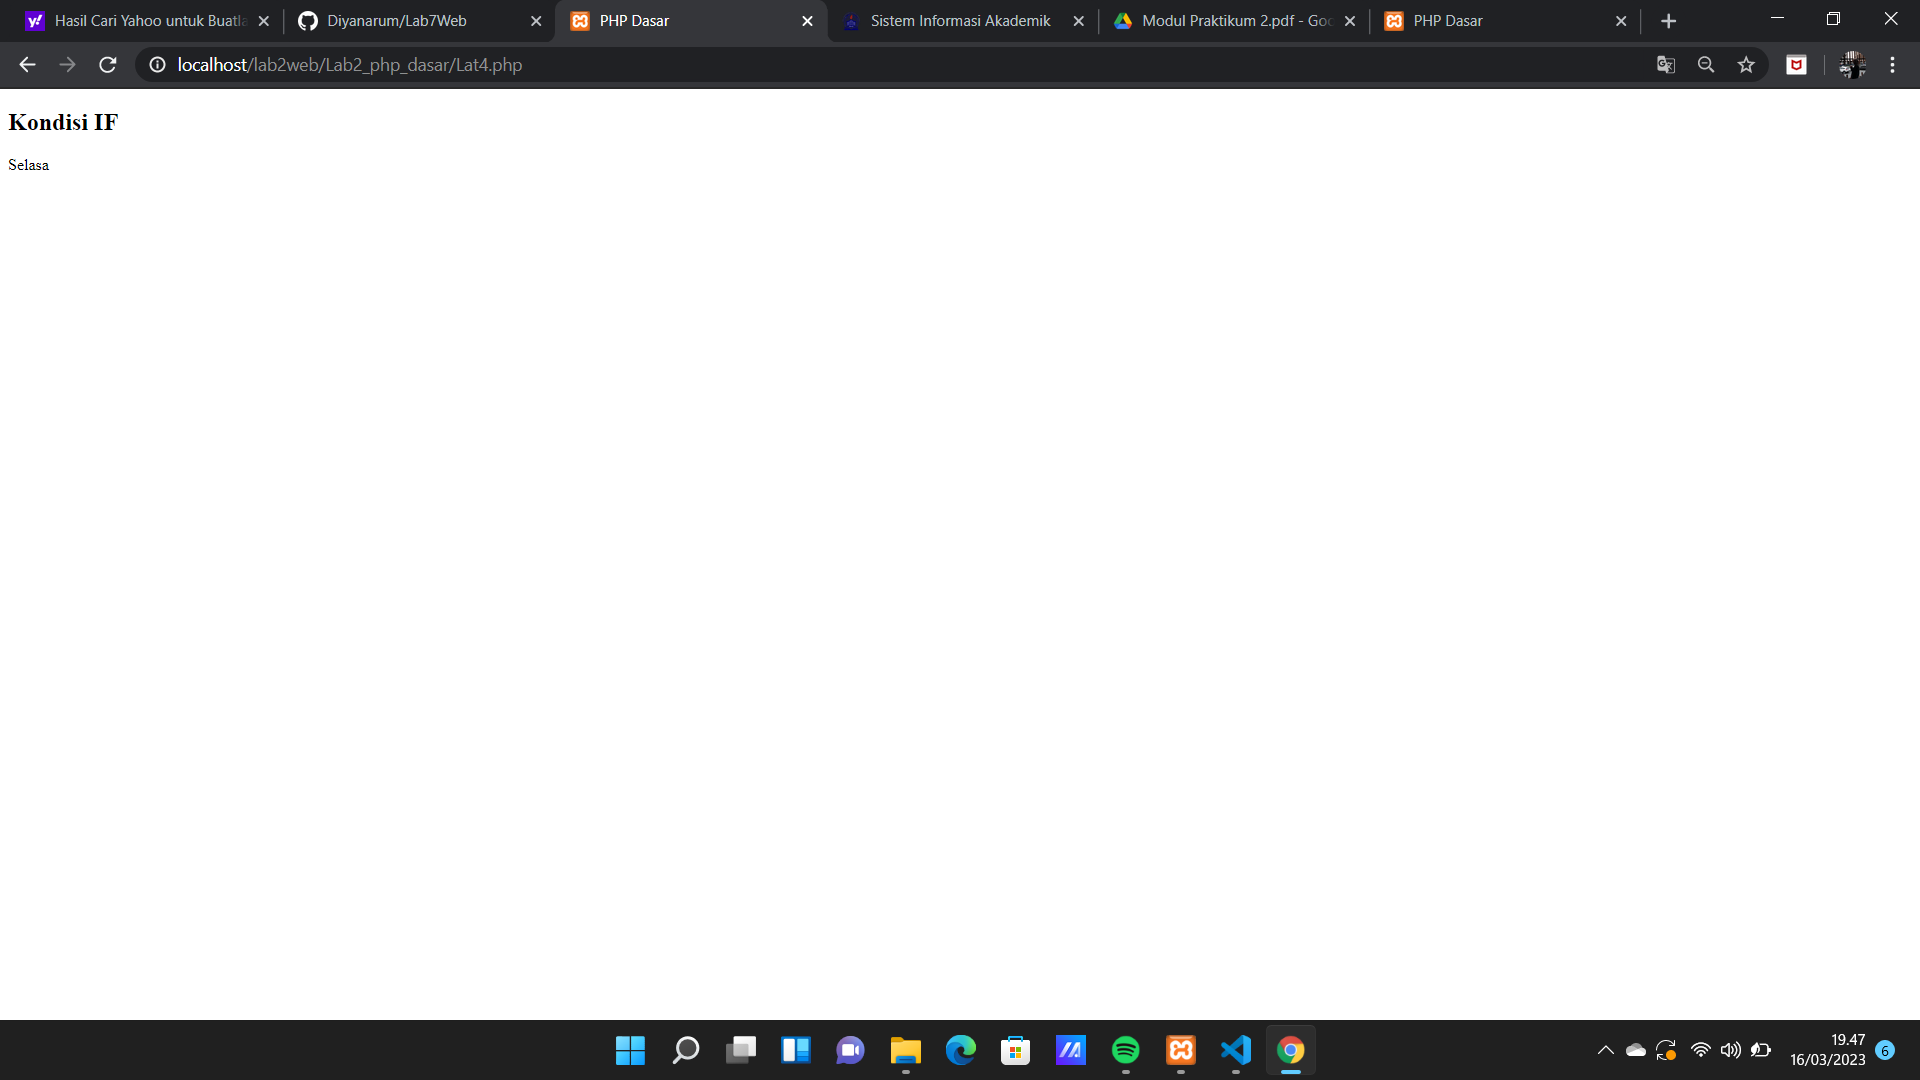 Hasil Cari Yahoo untuk Buatla
Diyanarum/Lab7Web
PHP Dasar
Sistem Informasi Akademik
Modul Praktikum 2.pdf - Goo
PHP Dasar
localhost/lab2web/Lab2_php_dasar/Lat4.php
Kondisi IF
Selasa
19.47
16/03/2023
6